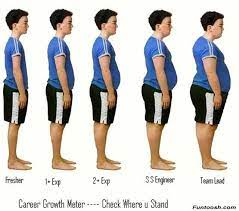 Fresher 1+ Exp 2+ Exp S.S Engineer Team Lead
Career Growth Meter ---- Check Where u Stand
Funtoosh.com